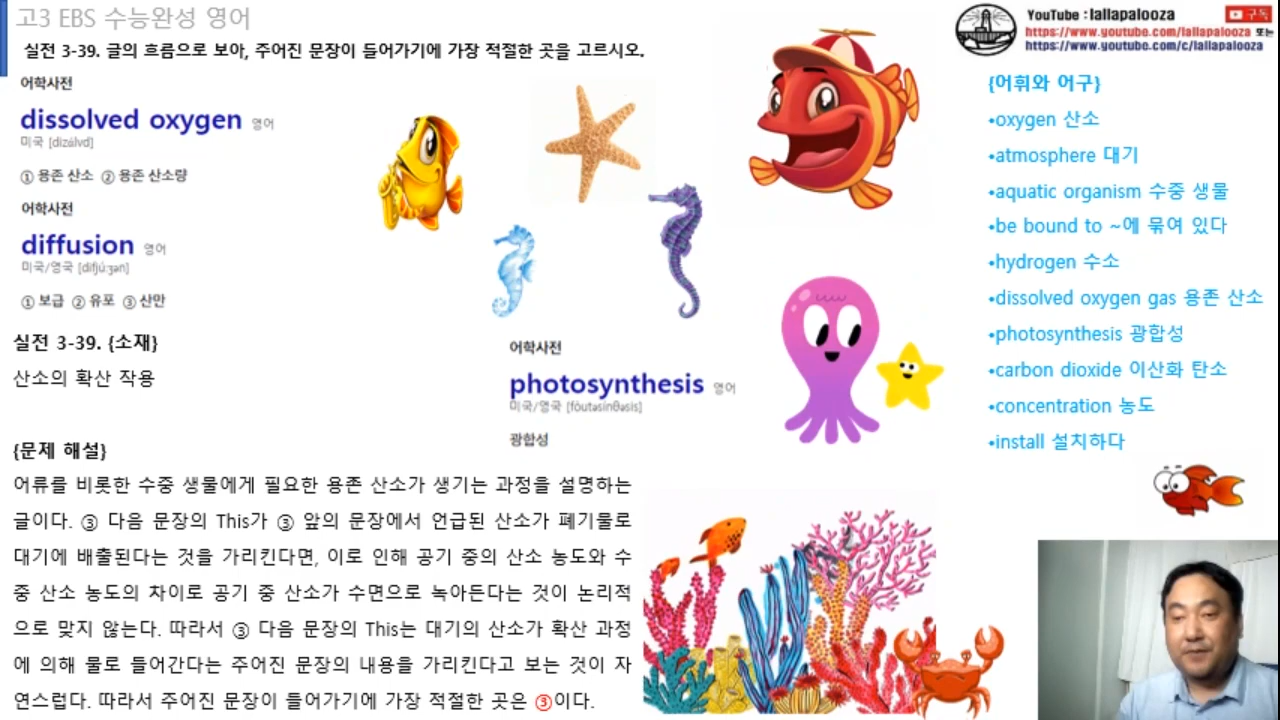 고3 EBS 수능완성 영어
실전 3-39. 글의 흐름으로 보아, 주어진 문장이 들어가기에 가장 적절한 곳을 고르시오.
어학사전
dissolved oxygen 영어
미국 [dizálvd]
① 용존 산소 ② 용존 산소량
어학사전
diffusion 영어
미국/영국 [difjú:ʒən]
① 보급 ② 유포 ③ 산만
실전 3-39. {소재}
산소의 확산 작용
어학사전
photosynthesis 영어
미국/영국 [fòutəsínθəsis]
광합성
{문제 해설}
어류를 비롯한 수중 생물에게 필요한 용존 산소가 생기는 과정을 설명하는
글이다. ③ 다음 문장의 This가 ③ 앞의 문장에서 언급된 산소가 폐기물로
대기에 배출된다는 것을 가리킨다면, 이로 인해 공기 중의 산소 농도와 수
중 산소 농도의 차이로 공기 중 산소가 수면으로 녹아든다는 것이 논리적
으로 맞지 않는다. 따라서 ③ 다음 문장의 This는 대기의 산소가 확산 과정
에 의해 물로 들어간다는 주어진 문장의 내용을 가리킨다고 보는 것이 자
연스럽다. 따라서 주어진 문장이 들어가기에 가장 적절한 곳은 ③이다.
YouTube : lallapalooza
구독
https://www.youtube.com/lallapalooza 또는
https://www.youtube.com/c/lallapalooza
{어휘와 어구}
•oxygen 산소
•atmosphere 대기
•aquatic organism 수중 생물
•be bound to ~에 묶여 있다
•hydrogen 수소
•dissolved oxygen gas 용존 산소
•photosynthesis 광합성
•carbon dioxide 이산화 탄소
•concentration 농도
•install 설치하다